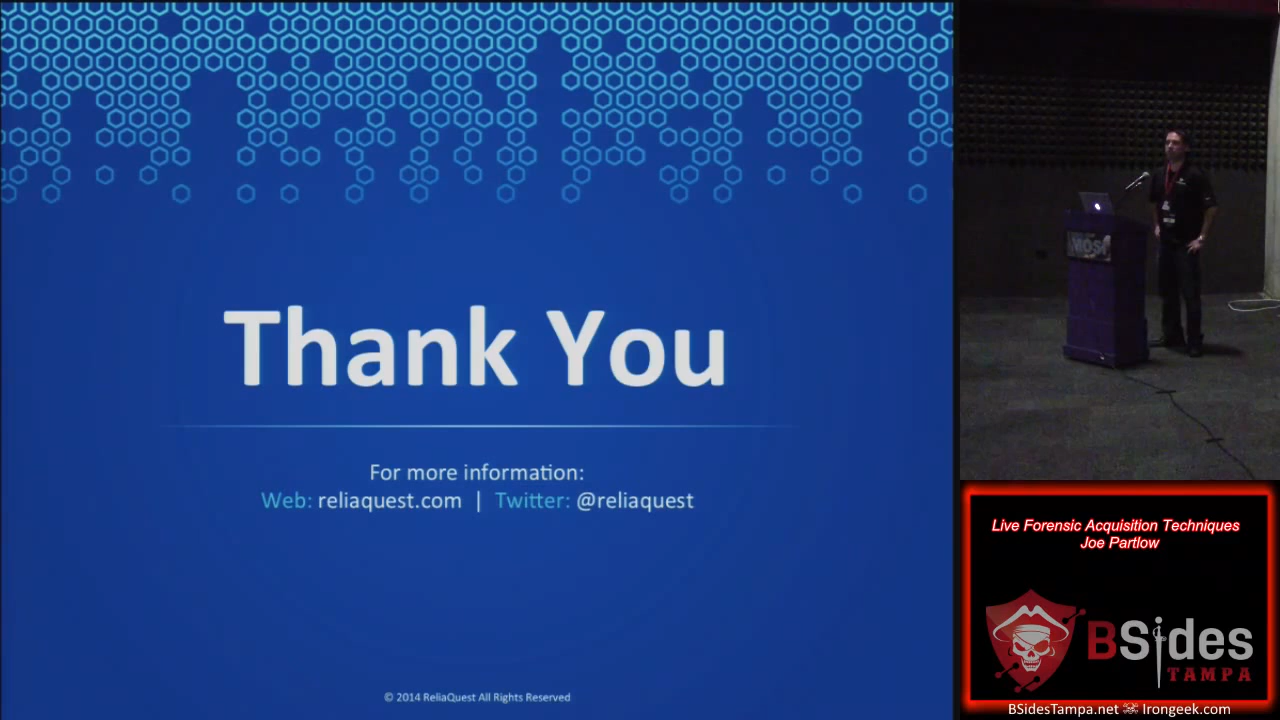 Thank You
For more information:
Web: reliaquest.com | Twitter: @reliaquest
© 2014 ReliaQuest All Rights Reserved
MOSI
Live Forensic Acquisition Techniques
Joe Partlow
BSides
TAMPA
BSidesTampa.net Irongeek.com